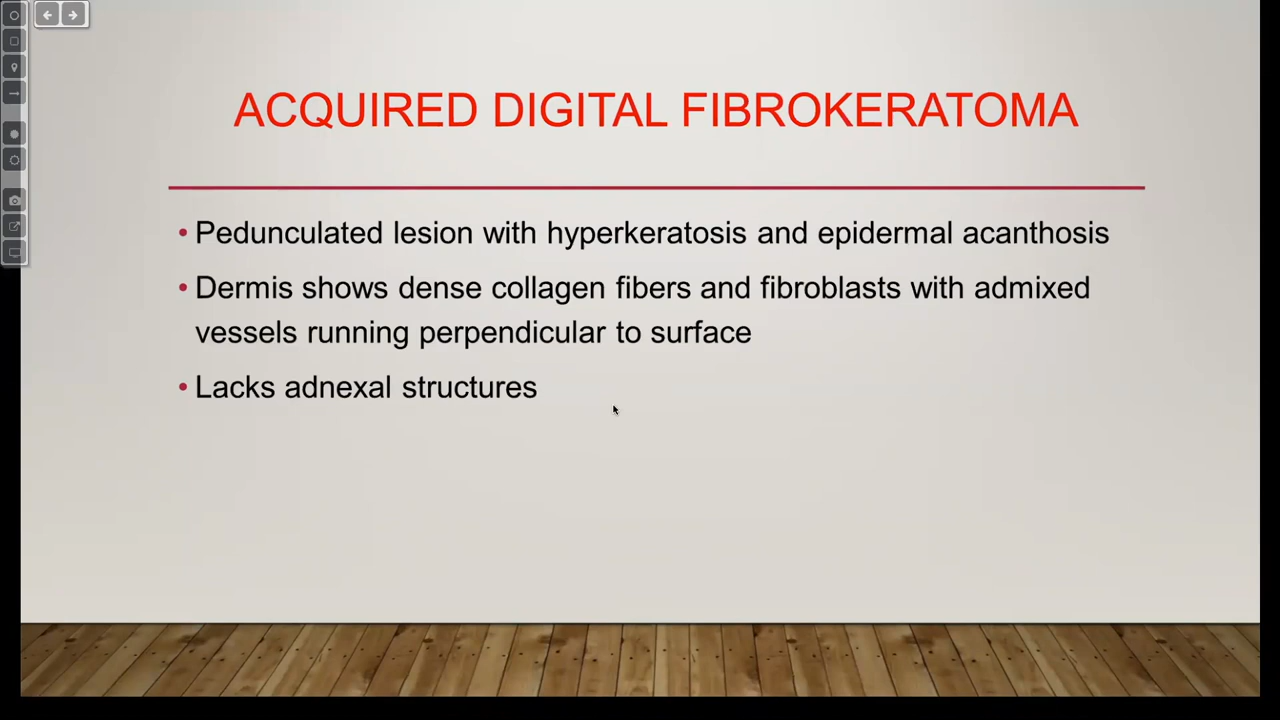 ACQUIRED DIGITAL FIBROKERATOMA
• Pedunculated lesion with hyperkeratosis and epidermal acanthosis
• Dermis shows dense collagen fibers and fibroblasts with admixed
vessels running perpendicular to surface
• Lacks adnexal structures